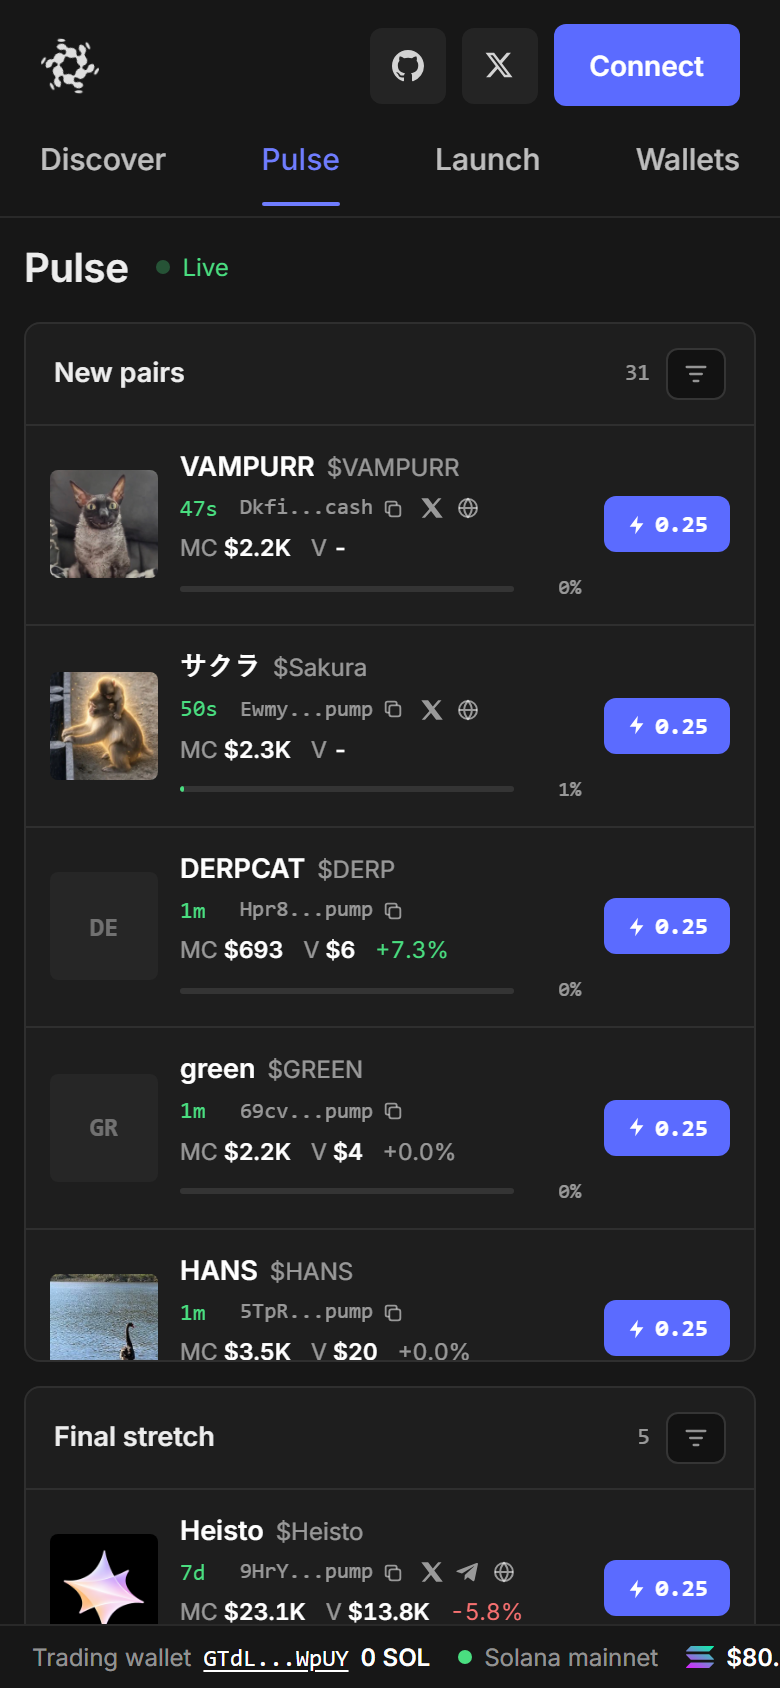 Connect
Discover Pulse Launch Wallets
Pulse Live
New pairs 31
VAMPURR $VAMPURR
47s Dkfi...cash
0.25
MC $2.2K V -
0%
サクラ $Sakura
50s Ewmy...pump
0.25
MC $2.3K V -
1%
DE
DERPCAT $DERP
1m Hpr8...pump
0.25
MC $693 V $6 +7.3%
0%
GR
green $GREEN
1m 69cv...pump
0.25
MC $2.2K V $4 +0.0%
0%
HANS $HANS
1m 5TpR...pump
0.25
MC $3.5K V $20 +0.0%
Final stretch 5
Heisto $Heisto
7d 9HrY...pump
0.25
MC $23.1K V $13.8K -5.8%
Trading wallet GTdL...WpUY 0 SOL Solana mainnet $80.